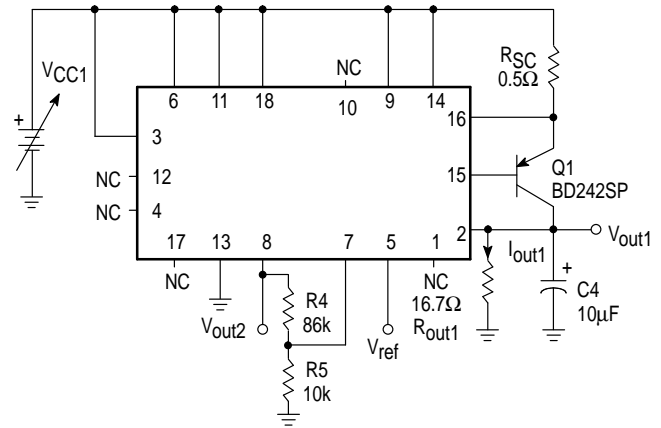 VCC1
+
RSC
0.5Ω
NC
6
11
18
10
9
14
16
3
15
Q1
BD242SP
NC
12
NC
4
2
Vout1
17
13
8
7
5
1
Iout1
NC
NC
+
C4
10µF
R4
86k
16.7Ω
Rout1
Vout2
Vref
R5
10k